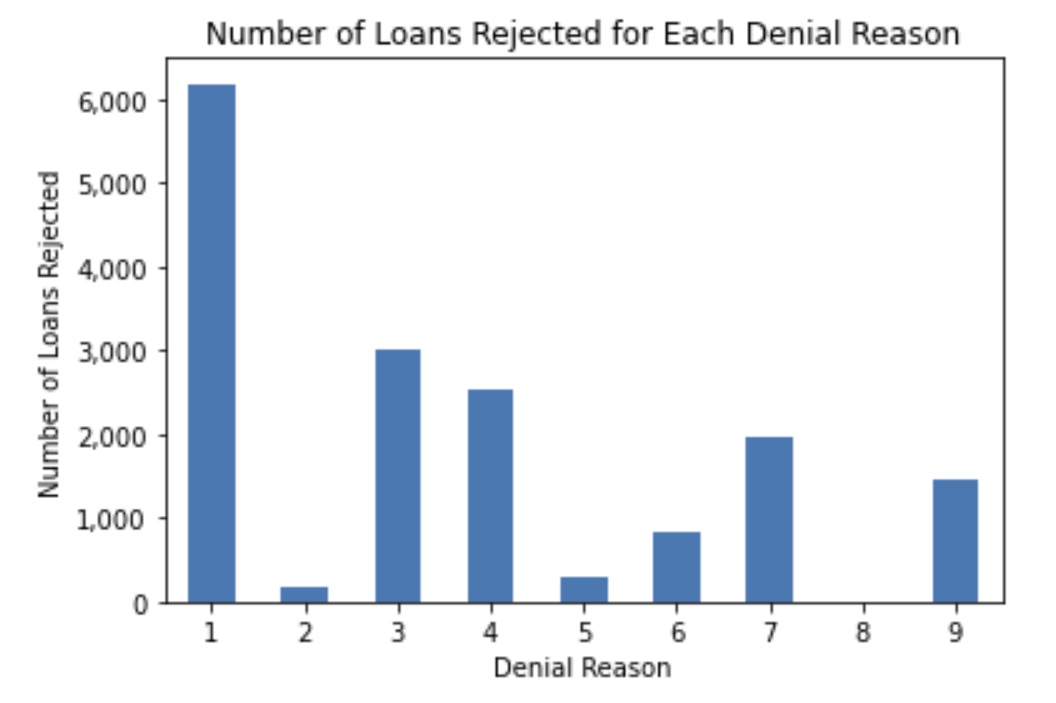 Number of Loans Rejected for Each Denial Reason
Number of Loans Rejected
6,000
5,000
4,000
3,000
2,000
1,000
0
1 2 3 4 5 6 7 8 9
Denial Reason